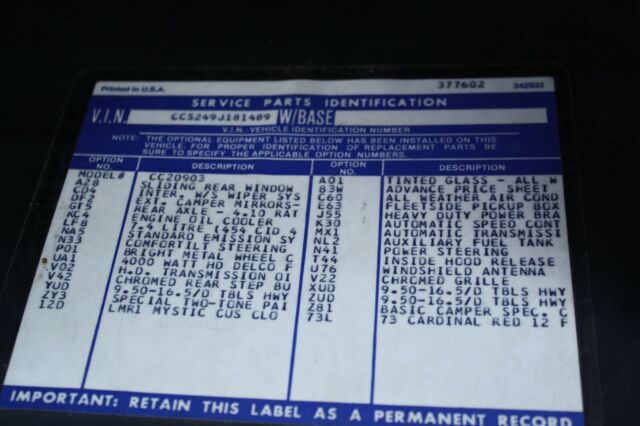 Printed in U.S.A. 377602 342933
SERVICE PARTS IDENTIFICATION
V.I.N. CCS249J181489 W/BASE
V.I.N.-VEHICLE IDENTIFICATION NUMBER
NOTE: THE OPTIONAL EQUIPMENT LISTED BELOW HAS BEEN INSTALLED ON THIS
VEHICLE. FOR PROPER IDENTIFICATION OF REPLACEMENT PARTS BE
SURE TO SPECIFY THE APPLICABLE OPTION NUMBERS.
OPTION NO. DESCRIPTION OPTION NO. DESCRIPTION
MODEL# CC20903
A28 SLIDING REAR WINDOW
CD4 INTER. W/S WIPER SYS
DF2 EXT. CAMPER MIRRORS-
GT5 REAR AXLE - 4.10 RAT
KC4 ENGINE OIL COOLER
LF8 7.4 LITRE (454 CID 4
NA5 STANDARD EMISSION SY
N33 COMFORTILT STEERING
P01 BRIGHT METAL WHEEL C
UA1 4000 WATT HD DELCO F
V02 H.D. TRANSMISSION OI
V42 CHROMED REAR STEP BU
YUD 9.50-16.5/D TBLS HWY
ZY3 SPECIAL TWO-TONE PAI
12D LMR1 MYSTIC CUS CLO
A01 TINTED GLASS - ALL W
B3W ADVANCE PRICE SHEET
C60 ALL WEATHER AIR COND
E63 FLEETSIDE PICKUP BOX
J55 HEAVY DUTY POWER BRA
K30 AUTOMATIC SPEED CONT
MX1 AUTOMATIC TRANSMISSI
NL2 AUXILIARY FUEL TANK
N41 POWER STEERING
T44 INSIDE HOOD RELEASE
U76 WINDSHIELD ANTENNA
V22 CHROMED GRILLE
XUD 9.50-16.5/D TBLS HWY
ZUD 9.50-16.5/D TBLS HWY
Z81 BASIC CAMPER SPEC. C
73L 73 CARDINAL RED 12 F
IMPORTANT: RETAIN THIS LABEL AS A PERMANENT RECORD